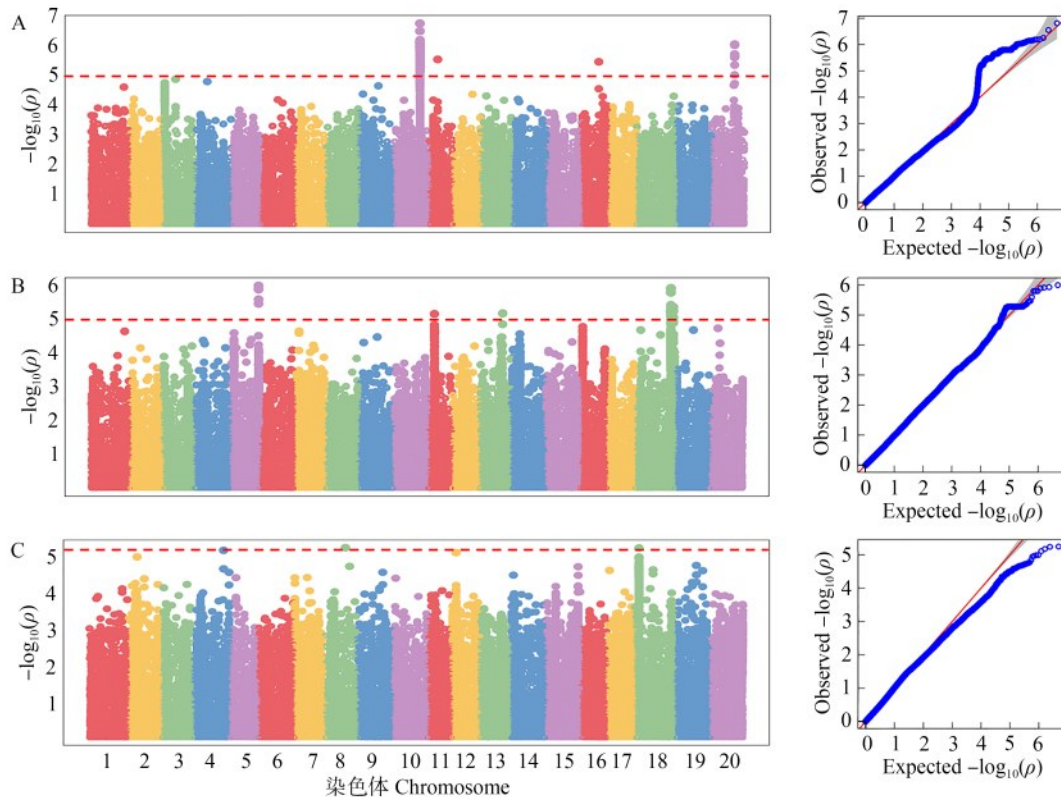 A
−log₁₀(ρ)
7
6
5
4
3
2
1
Observed −log₁₀(ρ)
7
6
5
4
3
2
1
0
0 1 2 3 4 5 6
Expected −log₁₀(ρ)
B
−log₁₀(ρ)
6
5
4
3
2
1
Observed −log₁₀(ρ)
6
5
4
3
2
1
0
0 1 2 3 4 5 6
Expected −log₁₀(ρ)
C
−log₁₀(ρ)
5
4
3
2
1
1 2 3 4 5 6 7 8 9 10 11 12 13 14 15 16 17 18 19 20
染色体 Chromosome
Observed −log₁₀(ρ)
5
4
3
2
1
0
0 1 2 3 4 5 6
Expected −log₁₀(ρ)